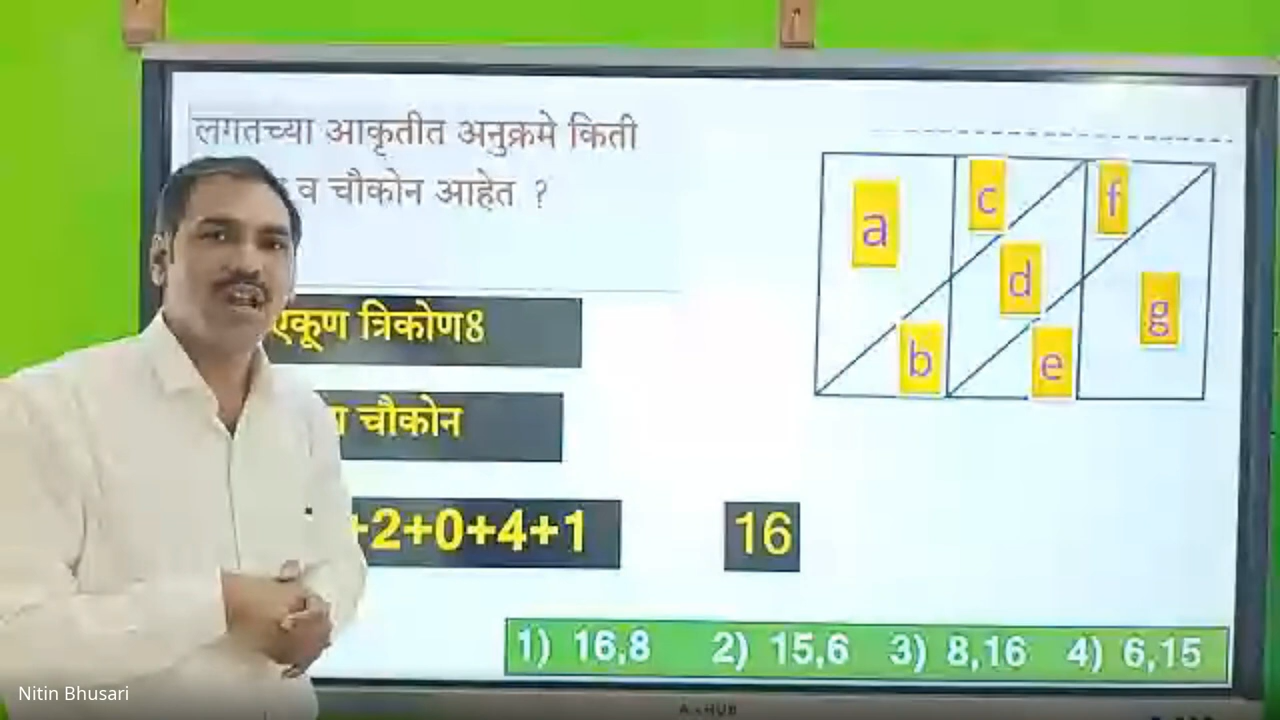 लगतच्या आकृतीत अनुक्रमे किती
व चौकोन आहेत ?
एकूण त्रिकोण8
चौकोन
+2+0+4+1
16
a
c
f
d
b
e
g
1) 16,8 2) 15,6 3) 8,16 4) 6,15
Nitin Bhusari